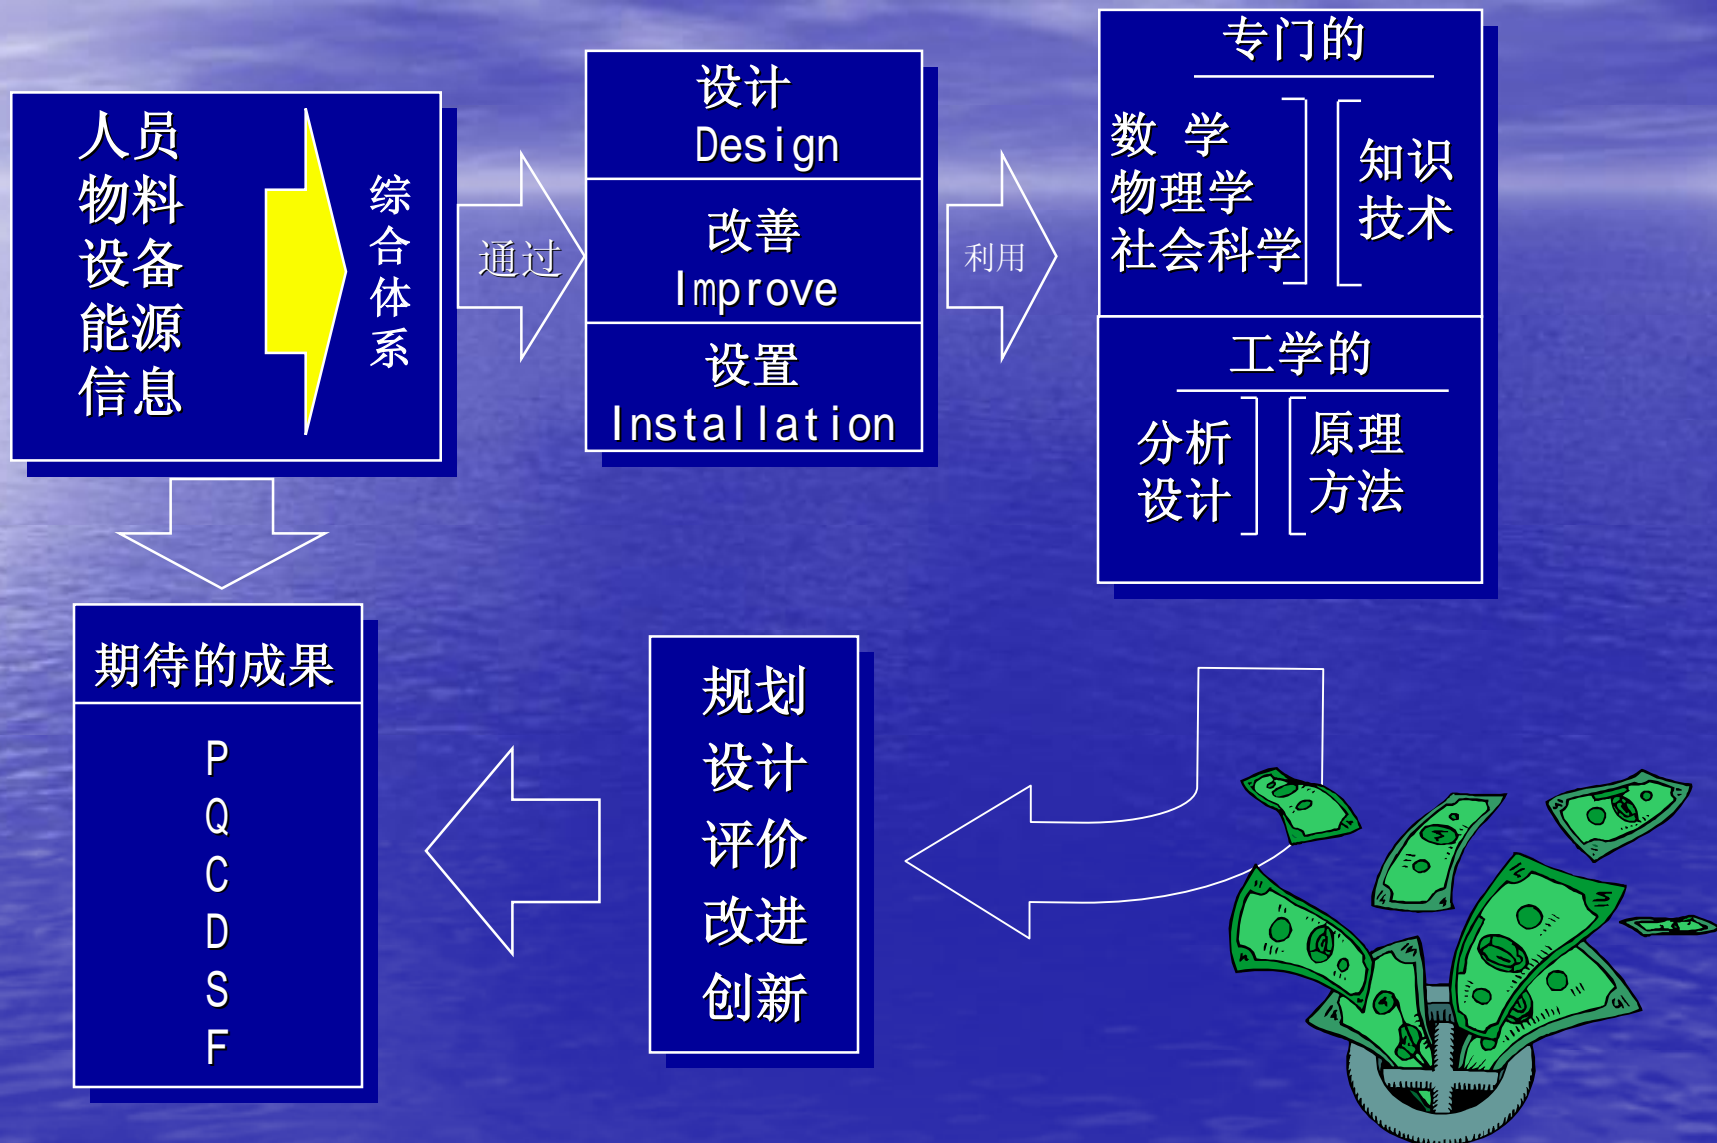 人员
物料
设备
能源
信息
综
合
体
系
通过
设计
Design
改善
Improve
设置
Installation
利用
专门的
数 学
物理学
社会科学
知识
技术
工学的
分析
设计
原理
方法
规划
设计
评价
改进
创新
期待的成果
P
Q
C
D
S
F